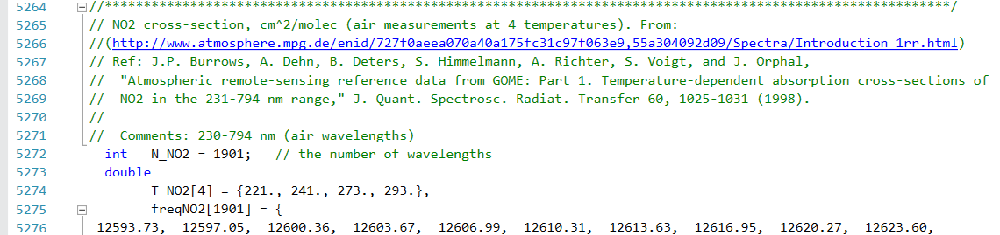 5264 //**************************************************************************************************************/
5265 // NO2 cross-section, cm^2/molec (air measurements at 4 temperatures). From:
5266 //(http://www.atmosphere.mpg.de/enid/727f0aeea070a40a175fc31c97f063e9,55a304092d09/Spectra/Introduction_1rr.html)
5267 // Ref: J.P. Burrows, A. Dehn, B. Deters, S. Himmelmann, A. Richter, S. Voigt, and J. Orphal,
5268 //  "Atmospheric remote-sensing reference data from GOME: Part 1. Temperature-dependent absorption cross-sections of
5269 //  NO2 in the 231-794 nm range," J. Quant. Spectrosc. Radiat. Transfer 60, 1025-1031 (1998).
5270 //
5271 //  Comments: 230-794 nm (air wavelengths)
5272 int   N_NO2 = 1901;   // the number of wavelengths
5273 double
5274 T_NO2[4] = {221., 241., 273., 293.},
5275 freqNO2[1901] = {
5276 12593.73,  12597.05,  12600.36,  12603.67,  12606.99,  12610.31,  12613.63,  12616.95,  12620.27,  12623.60,